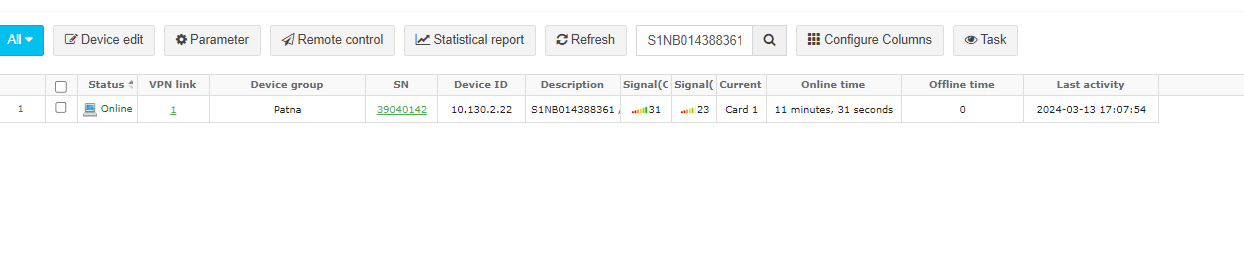 All Device edit Parameter Remote control Statistical report Refresh S1NB014388361 Configure Columns Task
Status VPN link Device group SN Device ID Description Signal(C Signal( Current Online time Offline time Last activity
1 Online 1 Patna 39040142 10.130.2.22 S1NB014388361 / 31 23 Card 1 11 minutes, 31 seconds 0 2024-03-13 17:07:54